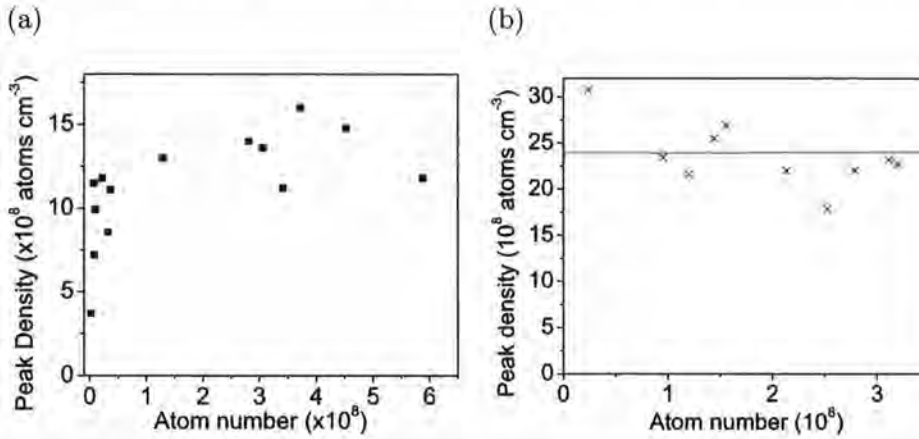 (a)
(b)
Peak Density (x10⁸ atoms cm⁻³)
15
10
5
0
0 1 2 3 4 5 6
Atom number (x10⁸)
Peak density (10⁸ atoms cm⁻³)
30
25
20
15
10
5
0
0 1 2 3
Atom number (10⁸)